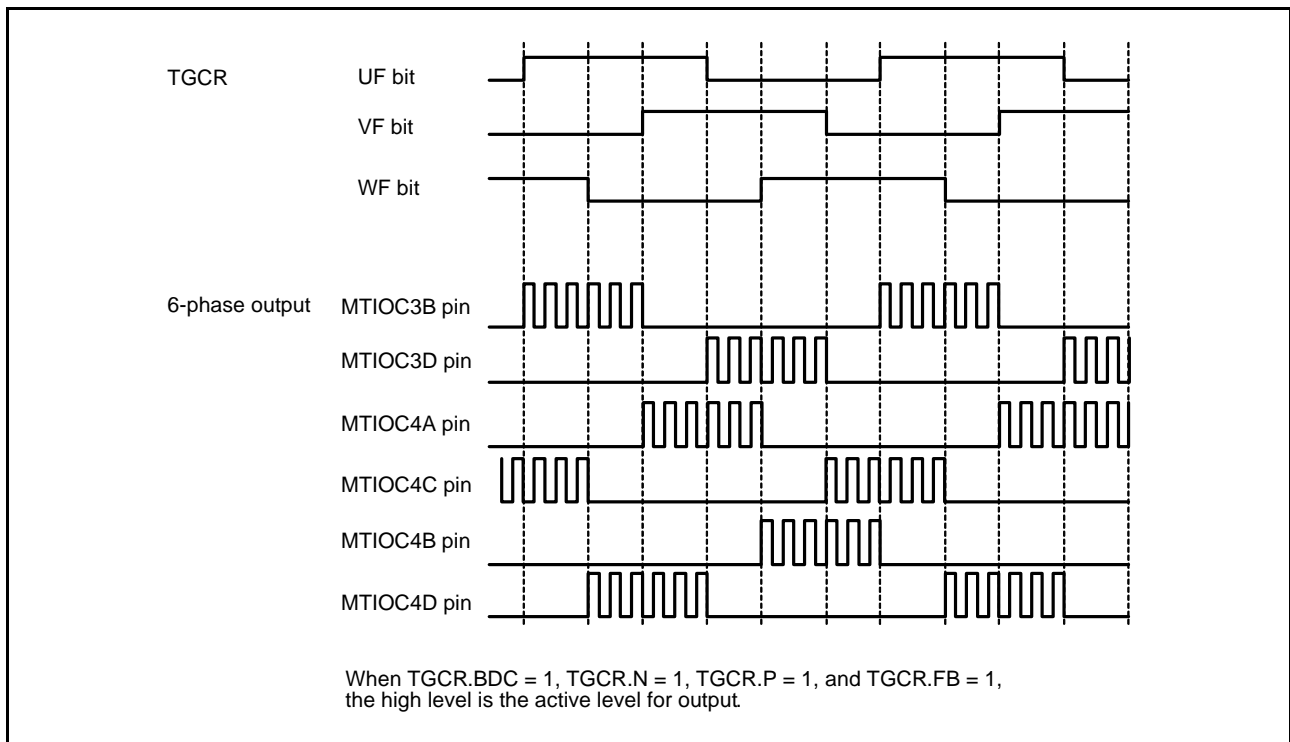 TGCR UF bit
VF bit
WF bit
6-phase output MTIOC3B pin
MTIOC3D pin
MTIOC4A pin
MTIOC4C pin
MTIOC4B pin
MTIOC4D pin
When TGCR.BDC = 1, TGCR.N = 1, TGCR.P = 1, and TGCR.FB = 1,
the high level is the active level for output.